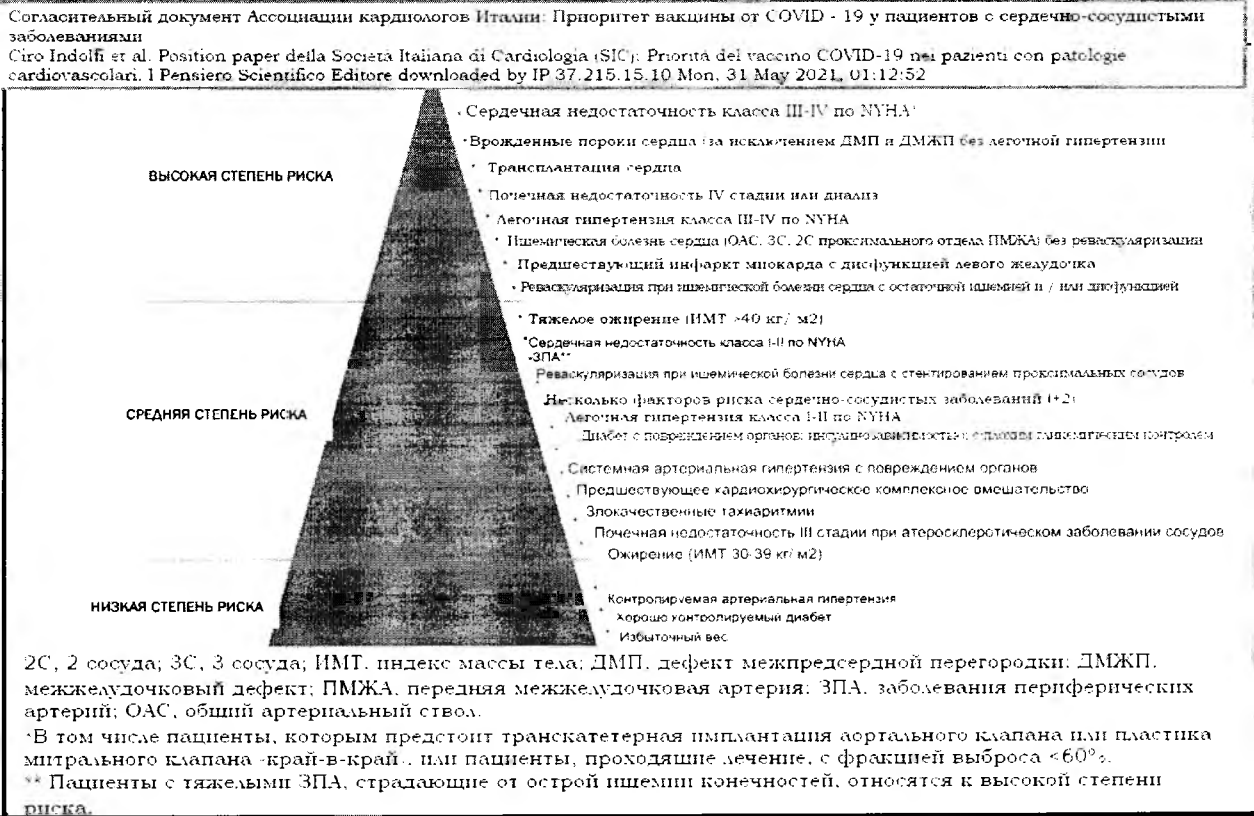 Согласительный документ Ассоциации кардиологов Италии: Приоритет вакцины от COVID - 19 у пациентов с сердечно-сосудистыми
заболеваниями
Ciro Indolfi et al. Position paper della Società Italiana di Cardiologia (SIC): Priorità del vaccino COVID-19 nei pazienti con patologie
cardiovascolari. I Pensiero Scientifico Editore downloaded by IP 37.215.15.10 Mon, 31 May 2021, 01:12:52
• Сердечная недостаточность класса III-IV по NYHA*
•Врожденные пороки сердца (за исключением ДМП и ДМЖП без легочной гипертензии
ВЫСОКАЯ СТЕПЕНЬ РИСКА
• Трансплантация сердца
• Почечная недостаточность IV стадии или диализ
• Легочная гипертензия класса III-IV по NYHA
• Ишемическая болезнь сердца (ОАС, 3С, 2С проксимального отдела ПМЖА) без реваскуляризации
• Предшествующий инфаркт миокарда с дисфункцией левого желудочка
• Реваскуляризация при ишемической болезни сердца с остаточной ишемией и / или дисфункцией
• Тяжелое ожирение (ИМТ >40 кг/ м2)
•Сердечная недостаточность класса I-II по NYHA
-ЗПА**
Реваскуляризация при ишемической болезни сердца с стентированием проксимальных сосудов
Несколько факторов риска сердечно-сосудистых заболеваний (+2)
СРЕДНЯЯ СТЕПЕНЬ РИСКА
Легочная гипертензия класса I-II по NYHA
Диабет с повреждением органов, инсулинозависимостью, с плохим гликемическим контролем
Системная артериальная гипертензия с повреждением органов
Предшествующее кардиохирургическое комплексное вмешательство
Злокачественные тахиаритмии
Почечная недостаточность III стадии при атеросклеротическом заболевании сосудов
Ожирение (ИМТ 30-39 кг/ м2)
НИЗКАЯ СТЕПЕНЬ РИСКА
Контролируемая артериальная гипертензия
Хорошо контролируемый диабет
Избыточный вес
2С, 2 сосуда; 3С, 3 сосуда; ИМТ, индекс массы тела; ДМП, дефект межпредсердной перегородки; ДМЖП,
межжелудочковый дефект; ПМЖА, передняя межжелудочковая артерия; ЗПА, заболевания периферических
артерий; ОАС, общий артериальный ствол.
*В том числе пациенты, которым предстоит транскатетерная имплантация аортального клапана или пластика
митрального клапана «край-в-край», или пациенты, проходящие лечение, с фракцией выброса <60%.
** Пациенты с тяжелыми ЗПА, страдающие от острой ишемии конечностей, относятся к высокой степени
риска.